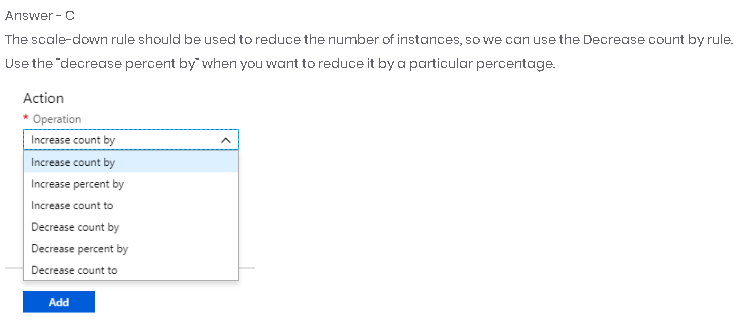 Answer - C
The scale-down rule should be used to reduce the number of instances, so we can use the Decrease count by rule.
Use the "decrease percent by" when you want to reduce it by a particular percentage.
Action
* Operation
Increase count by
Increase count by
Increase percent by
Increase count to
Decrease count by
Decrease percent by
Decrease count to
Add